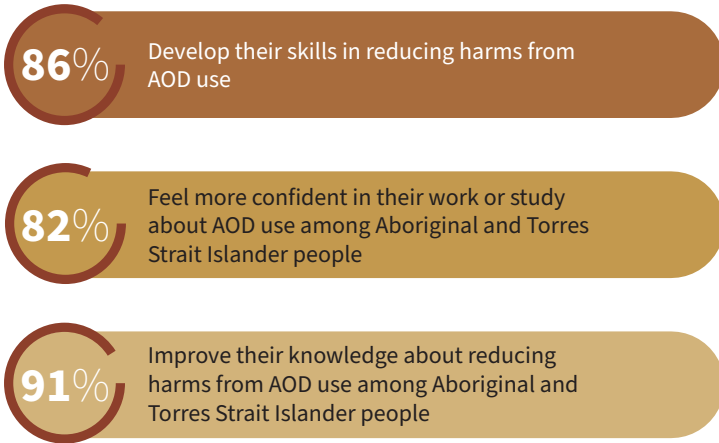 86%
Develop their skills in reducing harms from
AOD use
82%
Feel more confident in their work or study
about AOD use among Aboriginal and Torres
Strait Islander people
91%
Improve their knowledge about reducing
harms from AOD use among Aboriginal and
Torres Strait Islander people